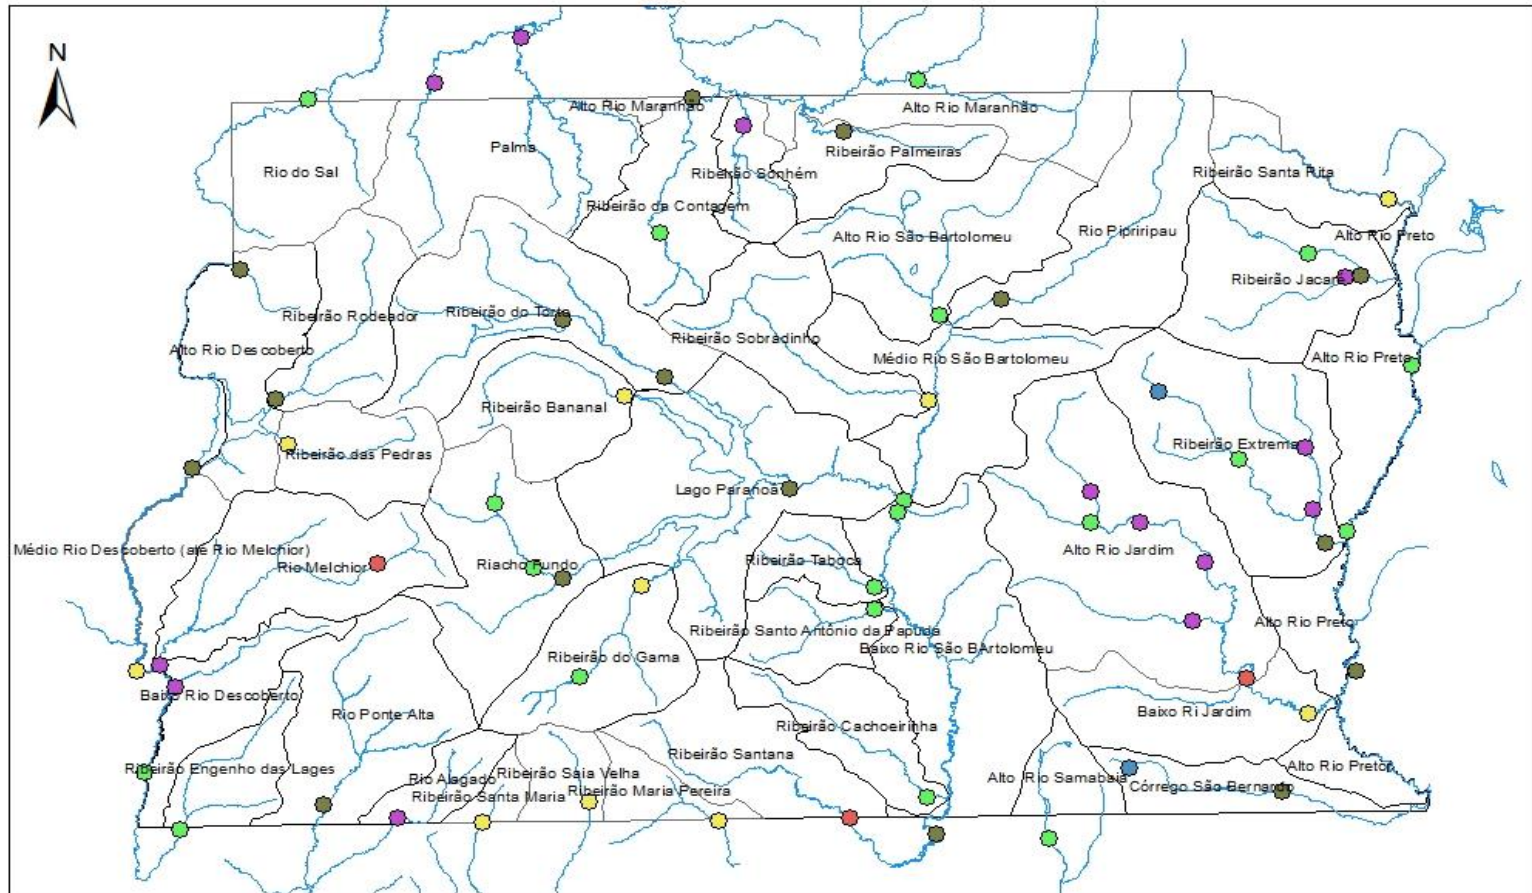 N
Alto Rio Maranhão
Alto Rio Maranhão
Palma
Ribeirão Palmeiras
Rio do Sal
Ribeirão Sonhém
Ribeirão Santa Rita
Ribeirão da Contagem
Alto Rio São Bartolomeu
Rio Pipriripau
Alto Rio Preto
Ribeirão Jacaré
Ribeirão Rodeador
Ribeirão do Torto
Ribeirão Sobradinho
Alto Rio Descoberto
Médio Rio São Bartolomeu
Alto Rio Preto
Ribeirão Bananal
Ribeirão Extrema
Ribeirão das Pedras
Lago Paranoá
Médio Rio Descoberto (até Rio Melchior)
Alto Rio Jardim
Rio Melchior
Riacho Fundo
Ribeirão Taboca
Alto Rio Preto
Ribeirão Santo Antônio da Papuda
Baixo Rio São BArtolomeu
Ribeirão do Gama
Baixo Rio Descoberto
Rio Ponte Alta
Baixo Ri Jardim
Ribeirão Cachoeirinha
Ribeirão Santana
Ribeirão Engenho das Lages
Alto Rio Pretor
Ribeirão Saia Velha
Rio Alagado
Alto Rio Samabaia
Córrego São Bernardo
Ribeirão Maria Pereira
Ribeirão Santa Maria